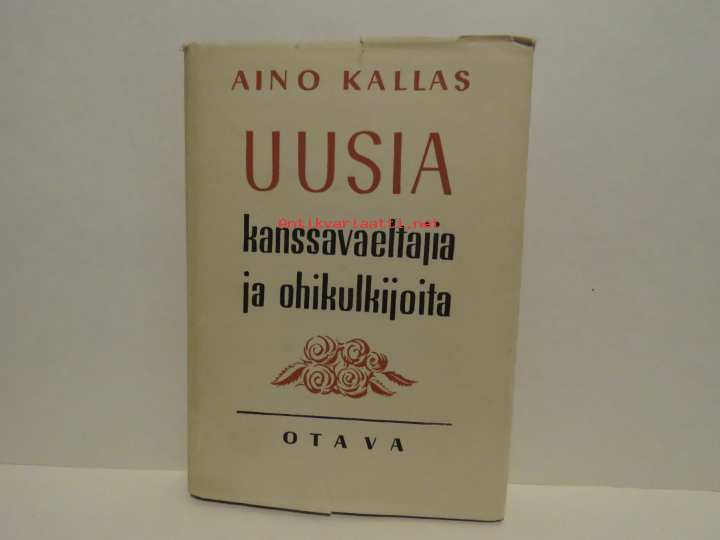 AINO KALLAS
UUSIA
Antikvariaatti.net
kanssavaeltajia
ja ohikulkijoita
OTAVA